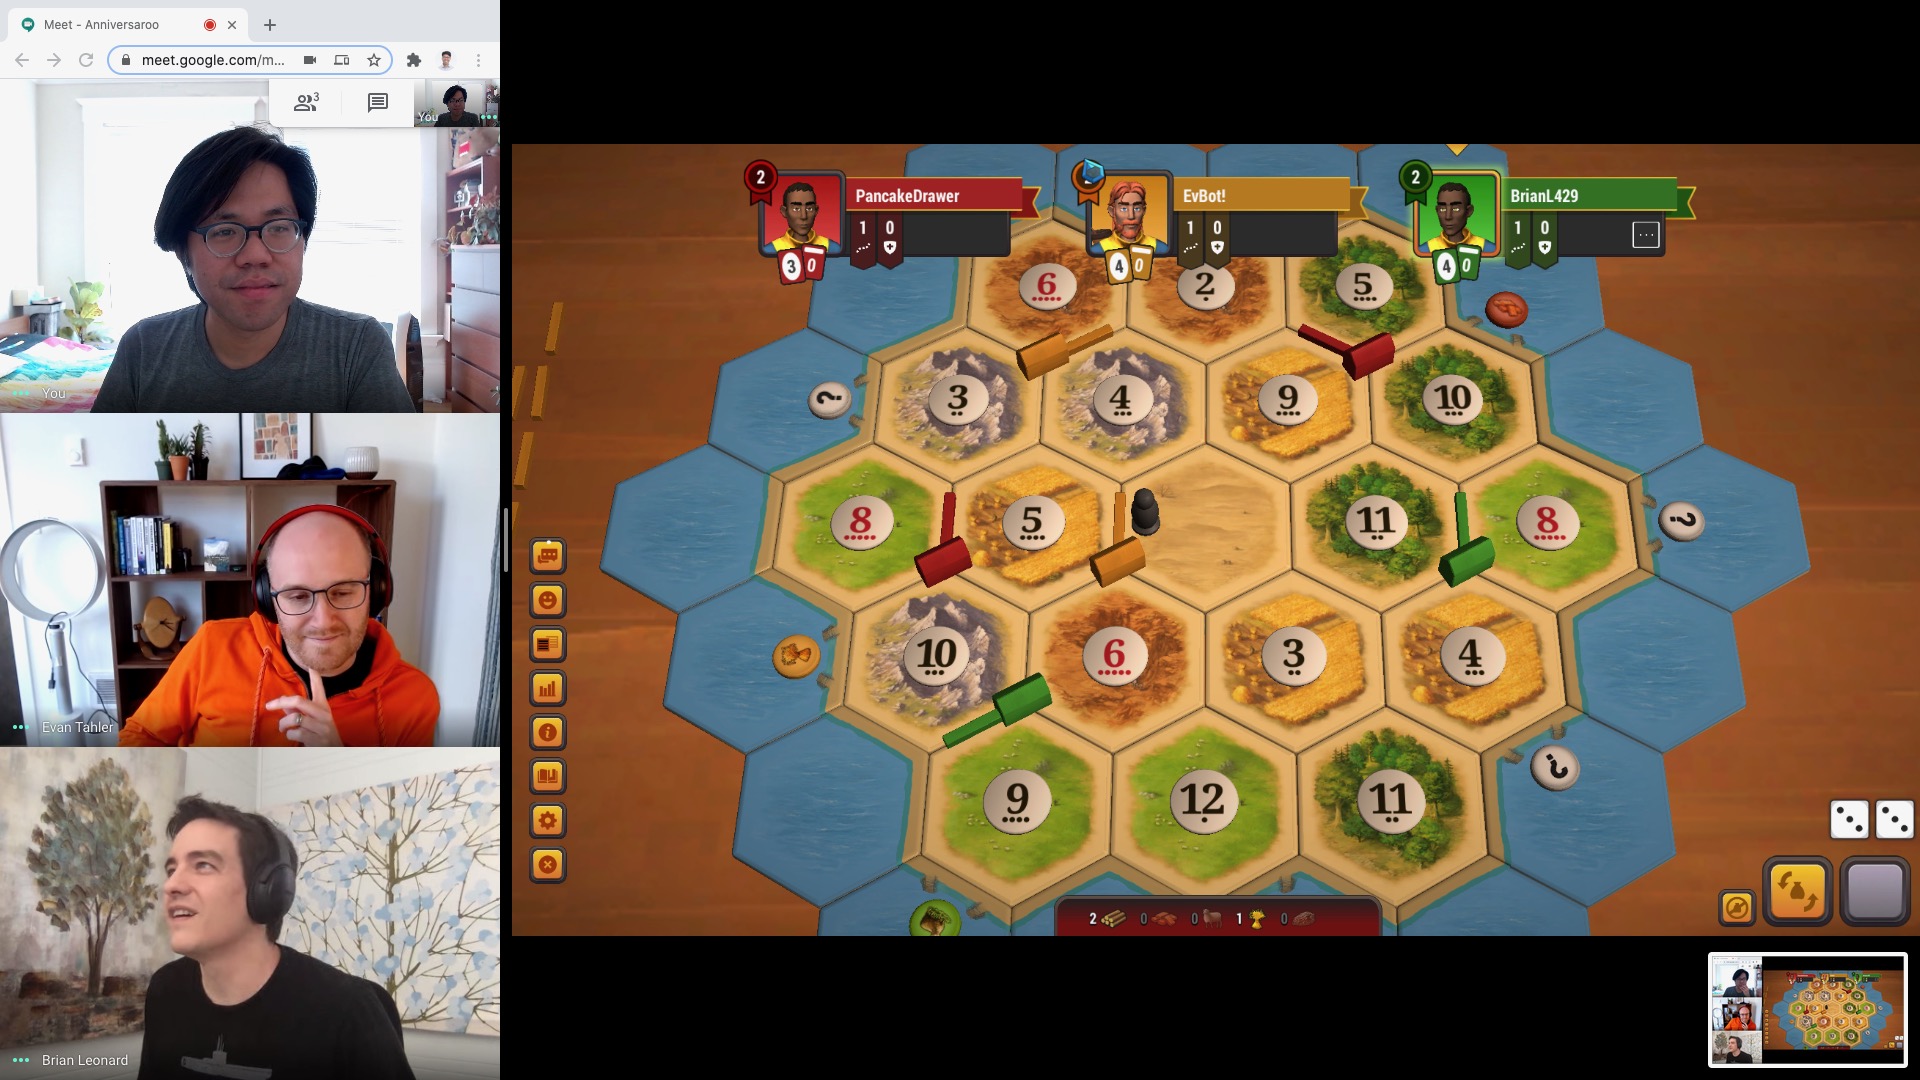 Meet - Anniversaroo
meet.google.com/m...
3
You
You
Evan Tahler
Brian Leonard
2 PancakeDrawer
1 0
3 0
EvBot!
1 0
4 0
2 BrianL429
1 0 ...
4 0
6 2 5
?
3 4 9 10
8 5 11 8
?
10 6 3 4
?
9 12 11
2 0 0 1 0